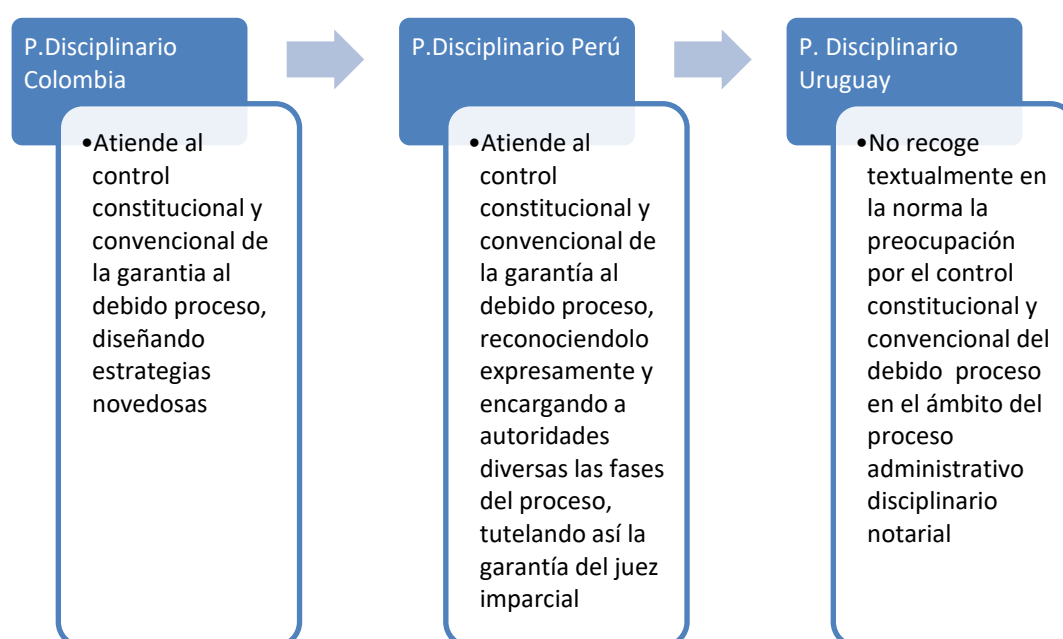 P.Disciplinario
Colombia
•Atiende al
control
constitucional y
convencional de
la garantia al
debido proceso,
diseñando
estrategias
novedosas
P.Disciplinario Perú
•Atiende al
control
constitucional y
convencional de
la garantía al
debido proceso,
reconociendolo
expresamente y
encargando a
autoridades
diversas las fases
del proceso,
tutelando así la
garantía del juez
imparcial
P. Disciplinario
Uruguay
•No recoge
textualmente en
la norma la
preocupación
por el control
constitucional y
convencional del
debido proceso
en el ámbito del
proceso
administrativo
disciplinario
notarial